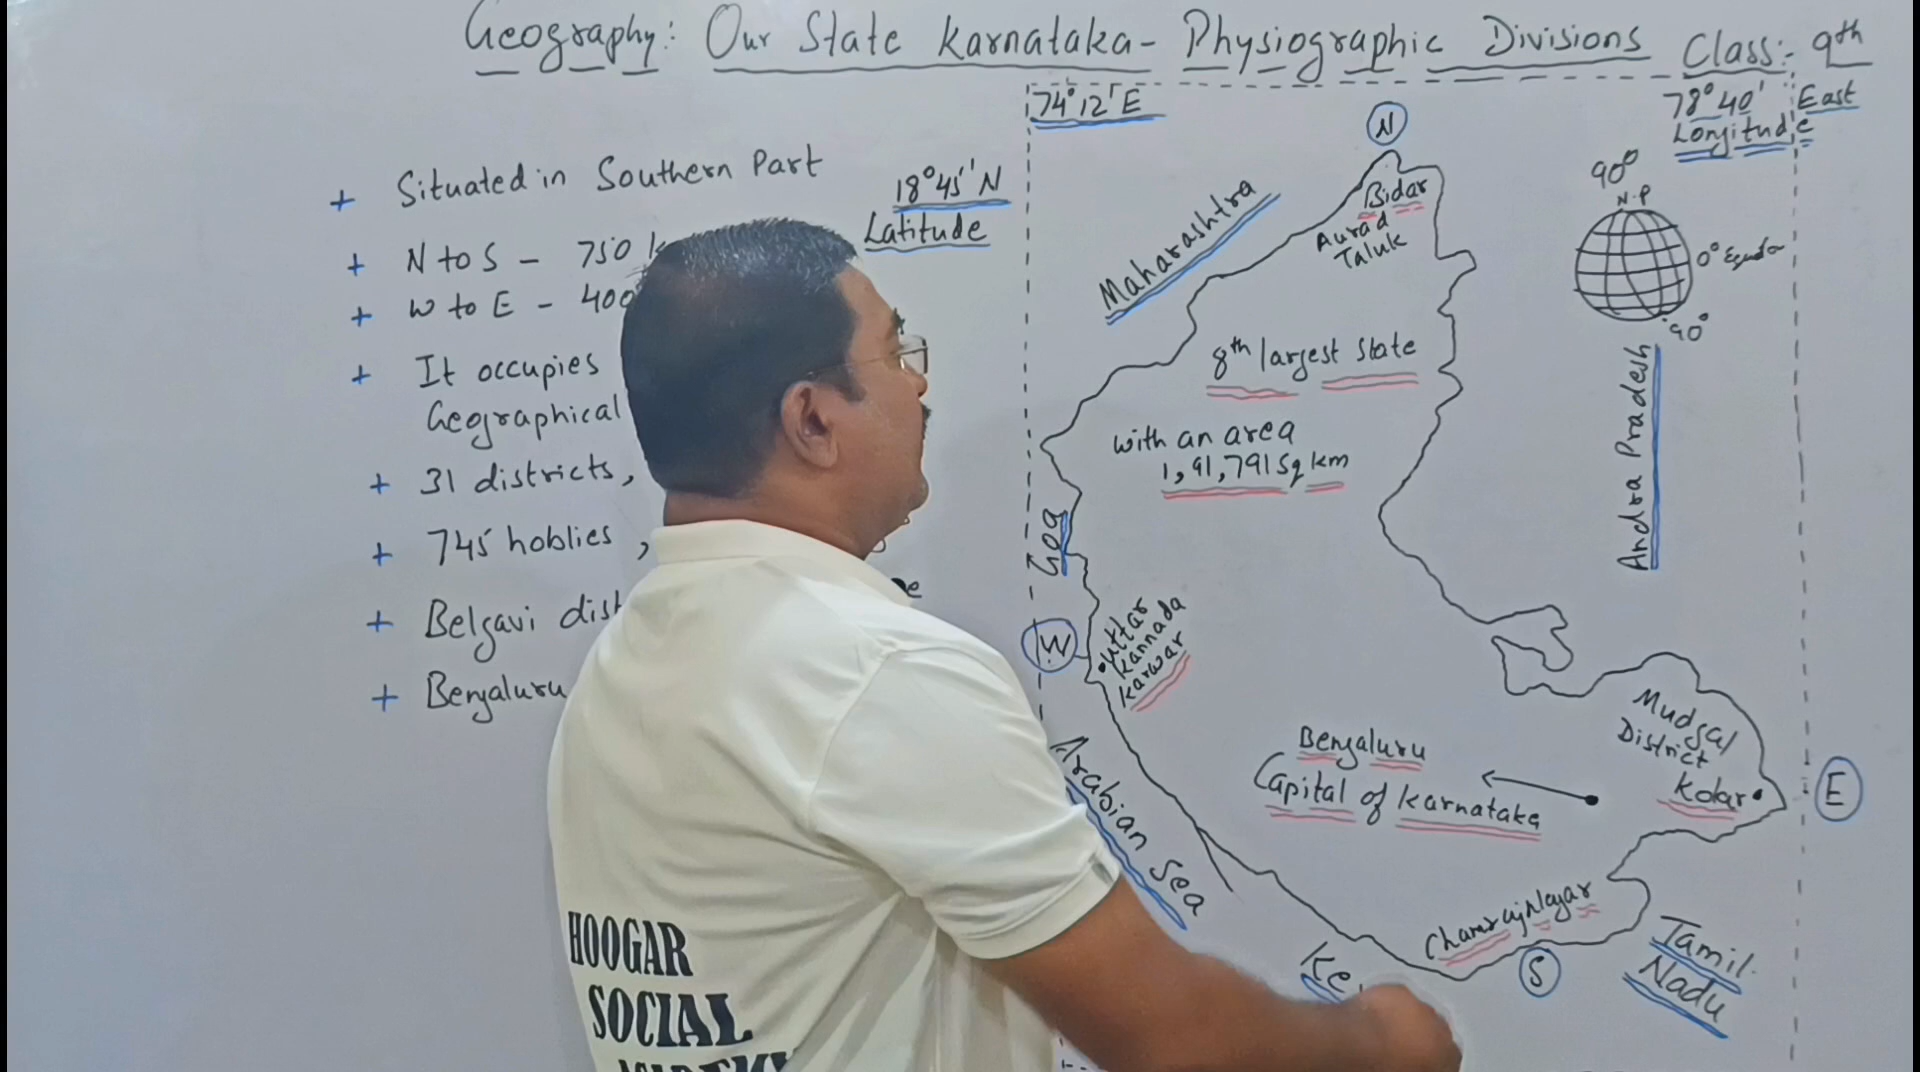 Geography: Our State Karnataka- Physiographic Divisions Class:- 9th
74°12'E
78°40' East
Longitude
N
+ Situated in Southern Part
18°45' N
Latitude
+ N to S - 750
+ W to E - 400
+ It occupies
Geographical
+ 31 districts,
+ 745 hoblies ,
+ Belgavi dist
+ Bengaluru
Maharashtra
Bidar
Aurad
Taluk
90°
N.P
0° Equator
90°
8th largest State
with an area
1,91,791 Sq km
Andra Pradesh
Goa
W
Uttar
Kannada
Karwar
Arabian Sea
Bengaluru
Capital of Karnataka
Mudgal
District
Kolar
E
ChamrajNagar
S
Ke
Tamil
Nadu
HOOGAR
SOCIAL